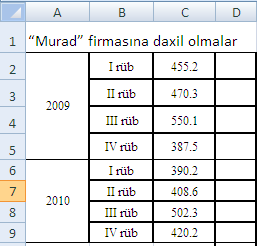 A B C D
1 “Murad” firmasına daxil olmalar
2 I rüb 455.2
3 II rüb 470.3
2009
4 III rüb 550.1
5 IV rüb 387.5
6 I rüb 390.2
7 II rüb 408.6
2010
8 III rüb 502.3
9 IV rüb 420.2